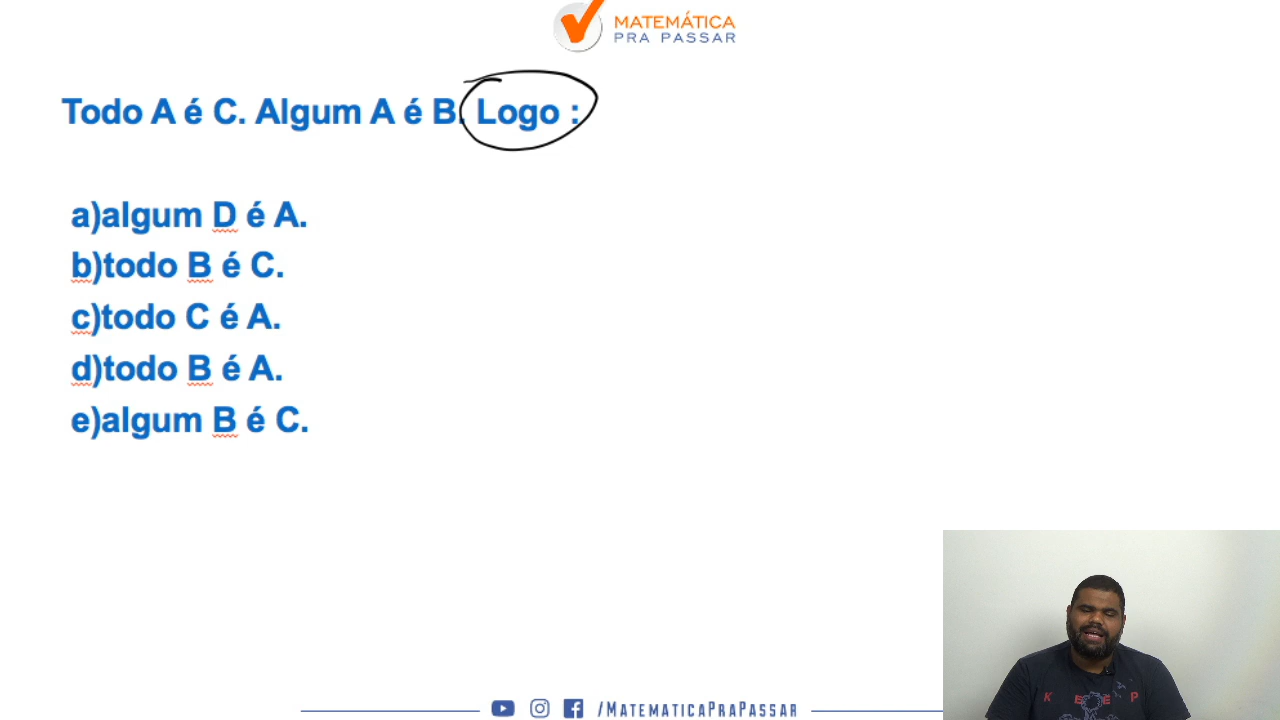 MATEMÁTICA
PRA PASSAR
Todo A é C. Algum A é B. Logo :
a)algum D é A.
b)todo B é C.
c)todo C é A.
d)todo B é A.
e)algum B é C.
K E E P
/MATEMATICAPRAPASSAR